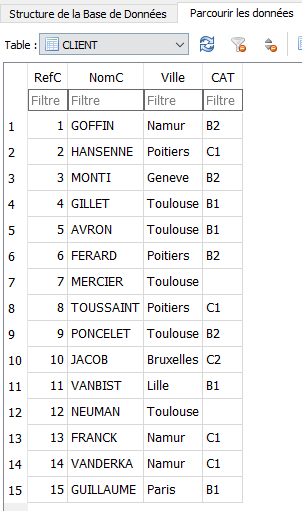 Structure de la Base de Données Parcourir les données
Table : CLIENT
RefC NomC Ville CAT
Filtre Filtre Filtre Filtre
1 1 GOFFIN Namur B2
2 2 HANSENNE Poitiers C1
3 3 MONTI Geneve B2
4 4 GILLET Toulouse B1
5 5 AVRON Toulouse B1
6 6 FERARD Poitiers B2
7 7 MERCIER Toulouse
8 8 TOUSSAINT Poitiers C1
9 9 PONCELET Toulouse B2
10 10 JACOB Bruxelles C2
11 11 VANBIST Lille B1
12 12 NEUMAN Toulouse
13 13 FRANCK Namur C1
14 14 VANDERKA Namur C1
15 15 GUILLAUME Paris B1